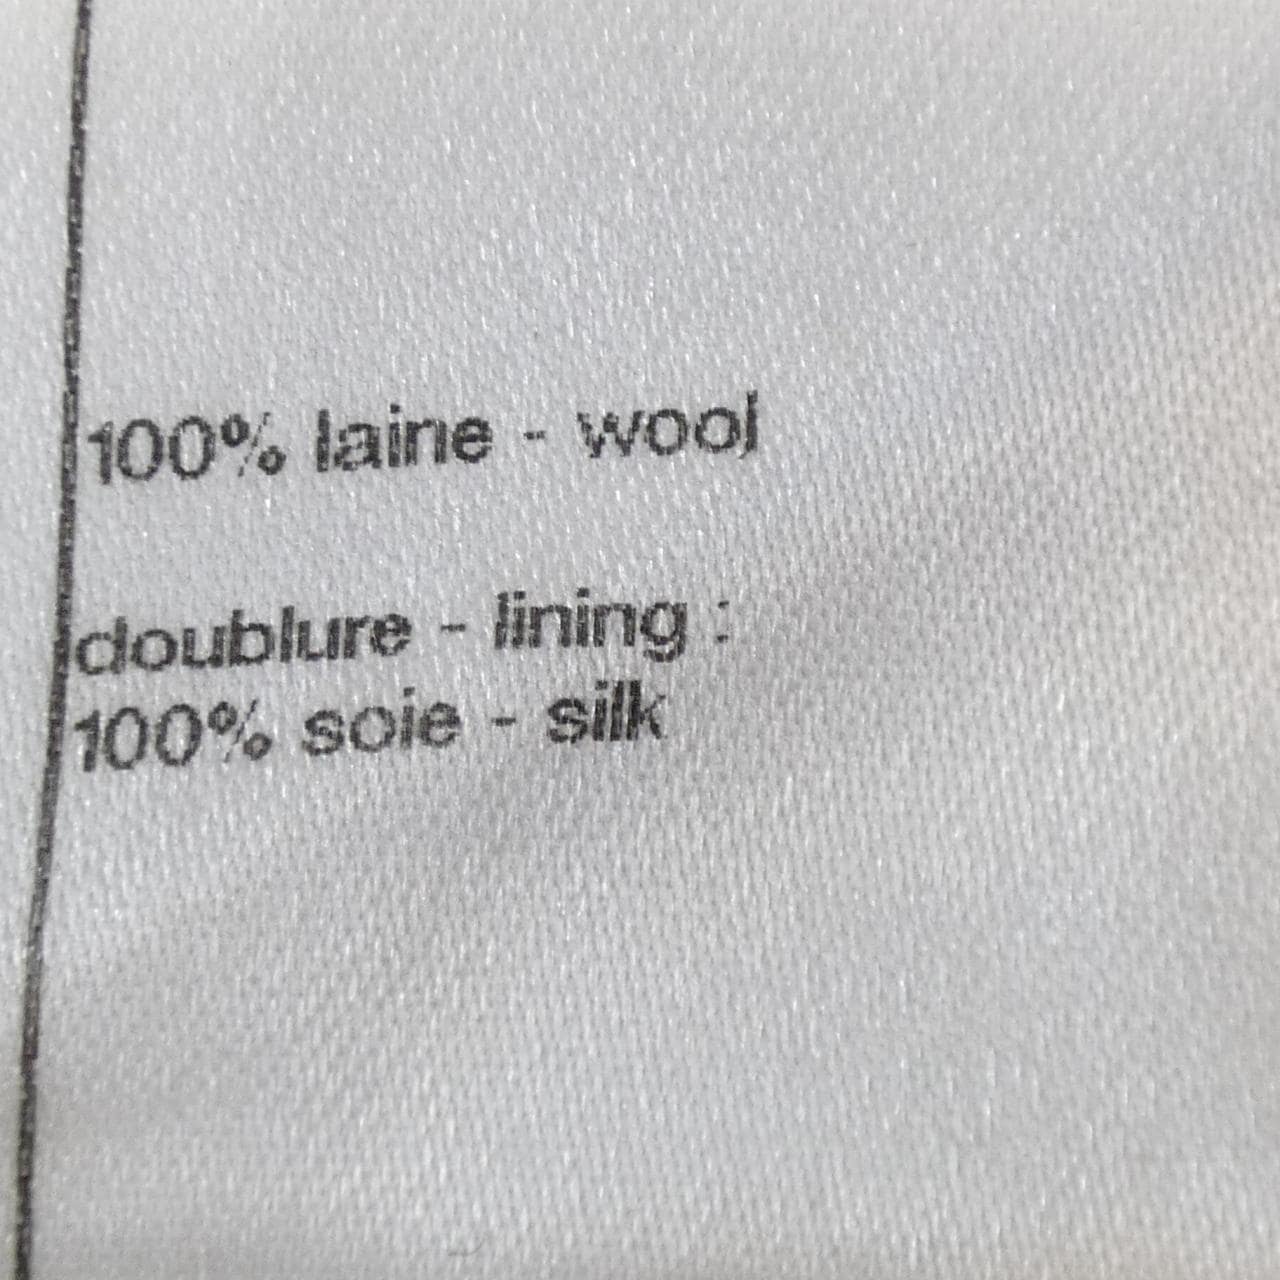 100% laine - wool
doublure - lining :
100% soie - silk